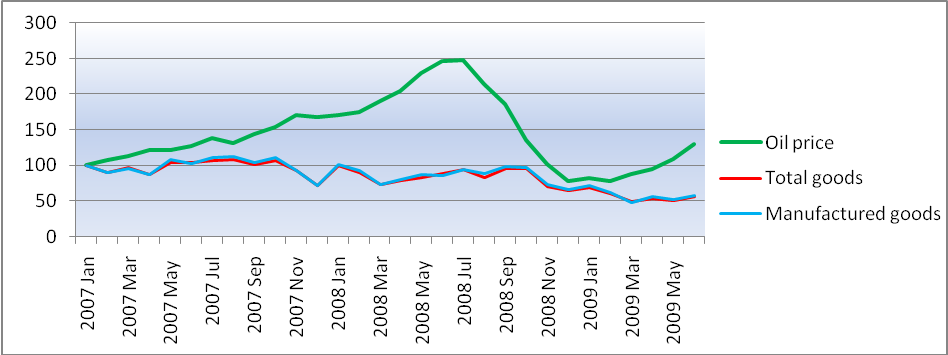 300
250
200
150
100
50
0
2007 Jan
2007 Mar
2007 May
2007 Jul
2007 Sep
2007 Nov
2008 Jan
2008 Mar
2008 May
2008 Jul
2008 Sep
2008 Nov
2009 Jan
2009 Mar
2009 May
Oil price
Total goods
Manufactured goods